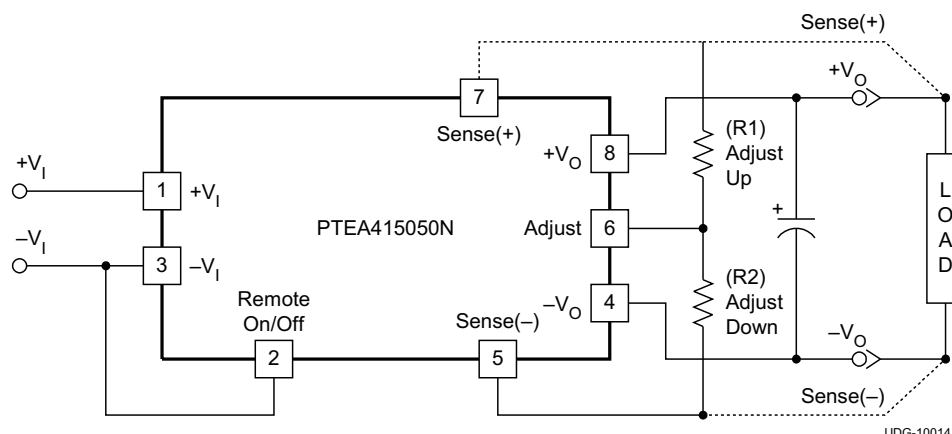 Sense(+)
+VO
7
Sense(+)
(R1)
Adjust
Up
+VO
8
+VI
1
+VI
L
O
A
D
+
PTEA415050N
Adjust
6
–VI
3
–VI
(R2)
Adjust
Down
Remote
On/Off
Sense(–)
–VO
4
–VO
2
5
Sense(–)
UDG-10014